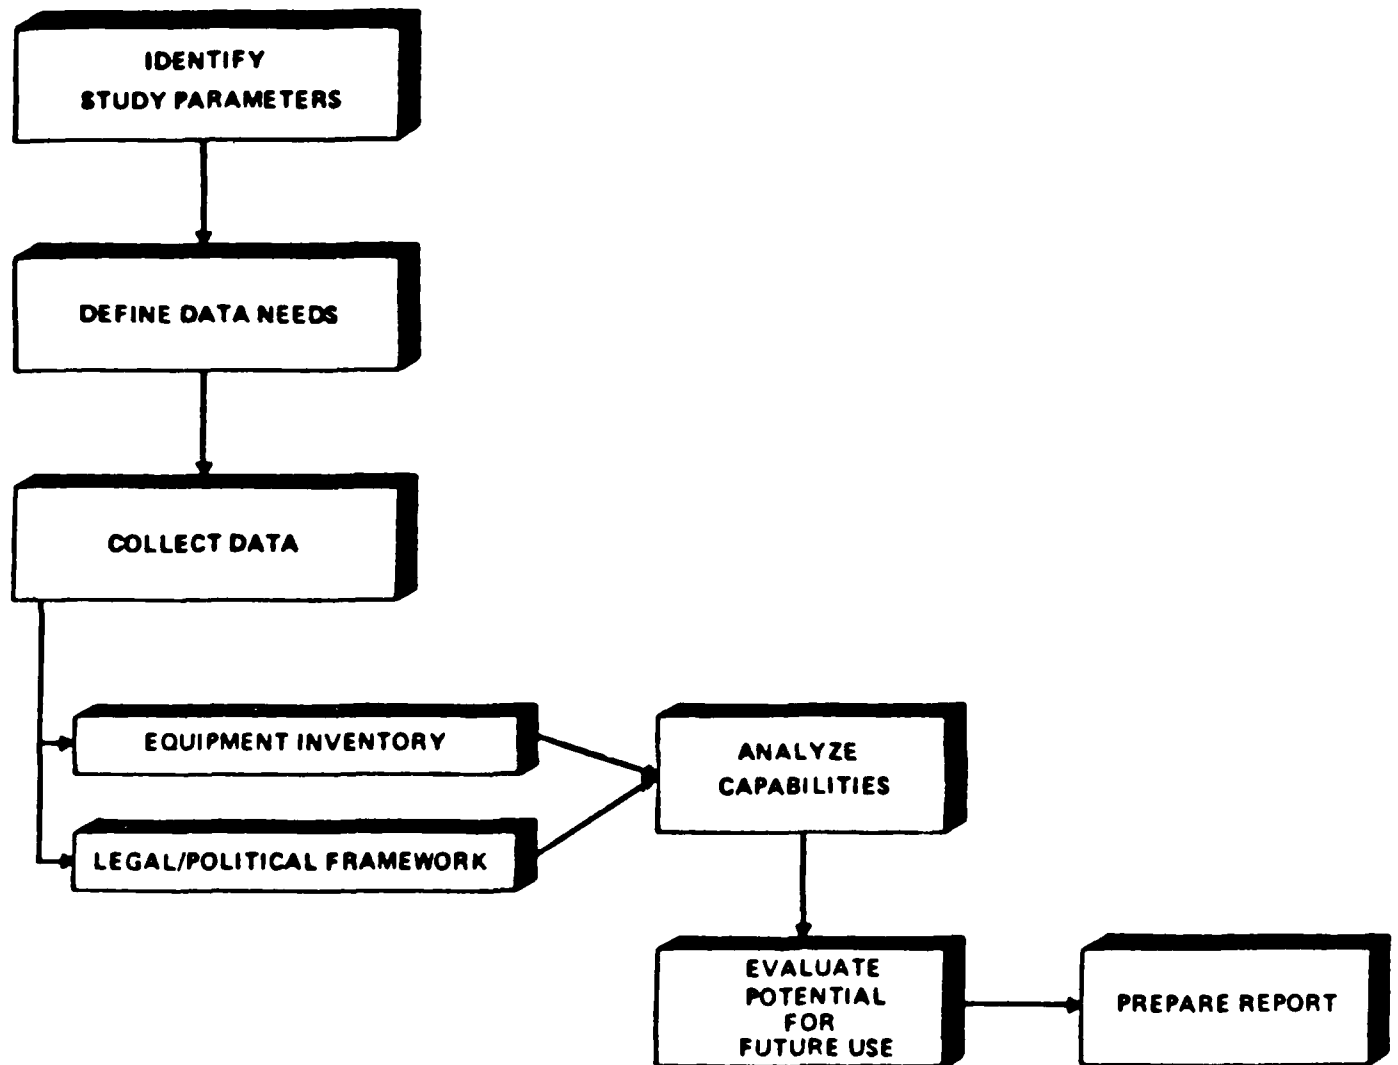 IDENTIFY
STUDY PARAMETERS
DEFINE DATA NEEDS
COLLECT DATA
EQUIPMENT INVENTORY
LEGAL/POLITICAL FRAMEWORK
ANALYZE
CAPABILITIES
EVALUATE
POTENTIAL
FOR
FUTURE USE
PREPARE REPORT